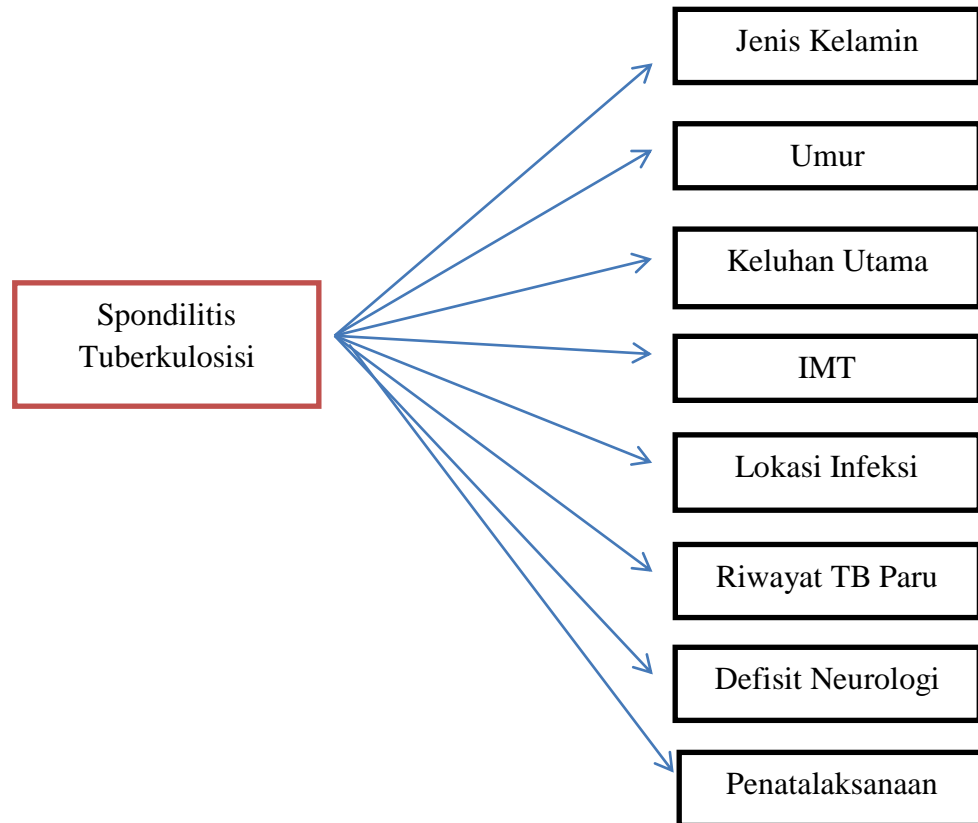 Jenis Kelamin
Umur
Keluhan Utama
Spondilitis
Tuberkulosisi
IMT
Lokasi Infeksi
Riwayat TB Paru
Defisit Neurologi
Penatalaksanaan